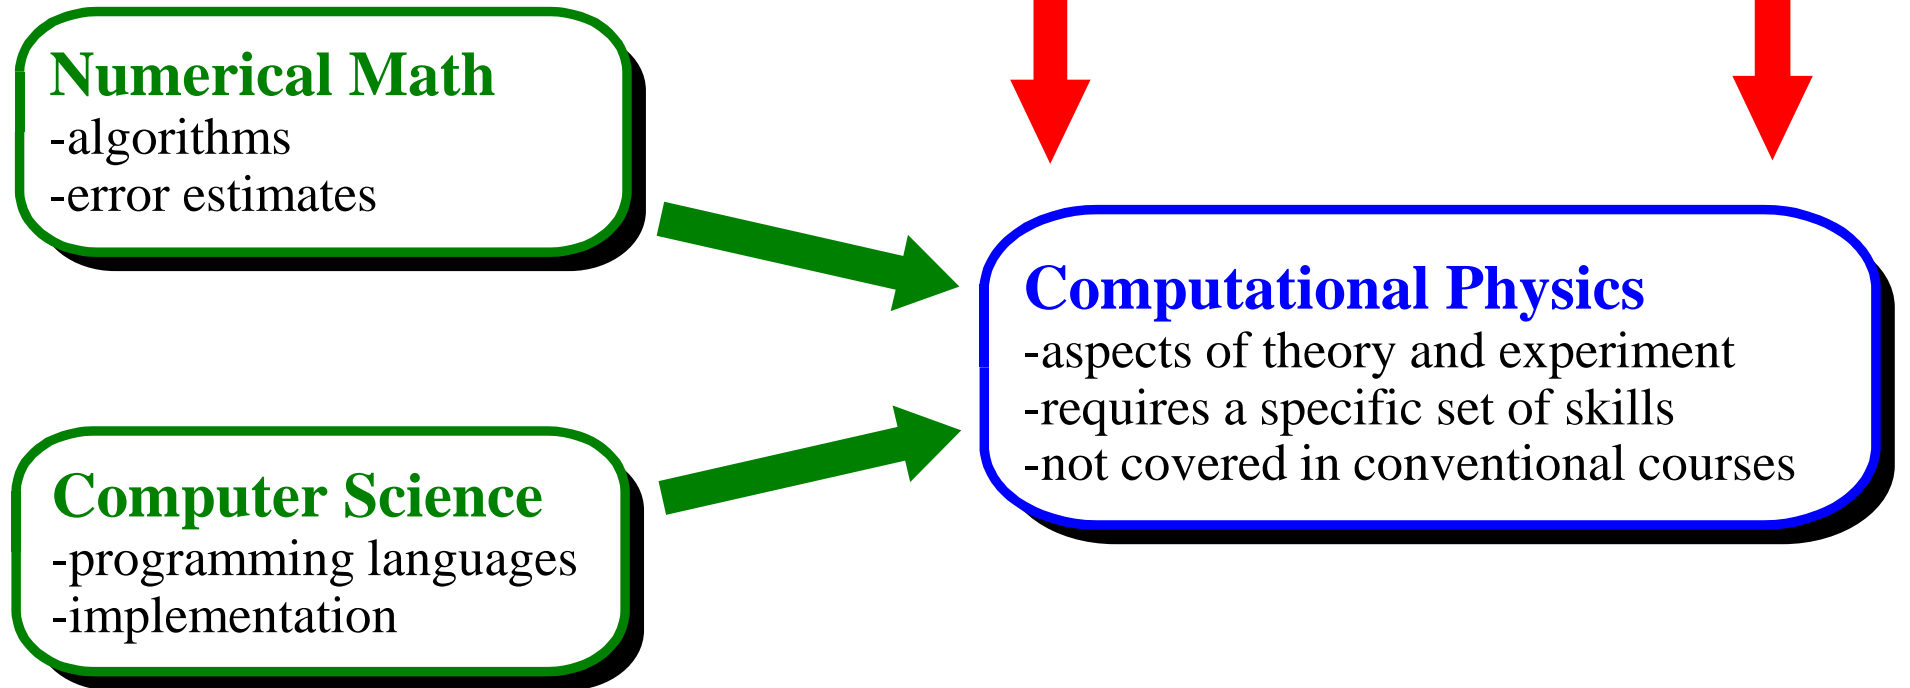 Numerical Math
-algorithms
-error estimates
Computational Physics
-aspects of theory and experiment
-requires a specific set of skills
-not covered in conventional courses
Computer Science
-programming languages
-implementation